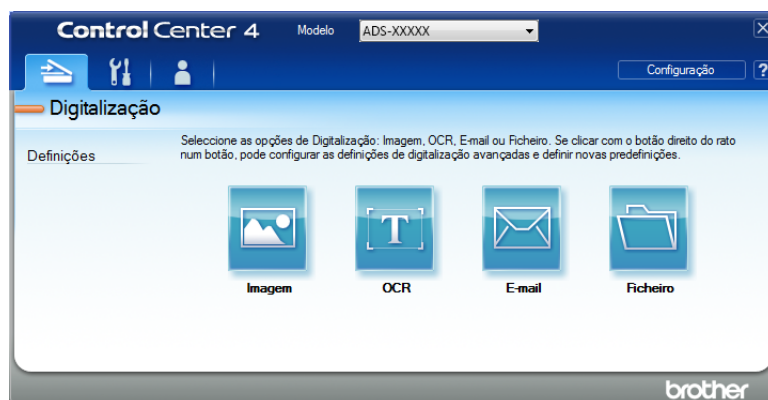 Control Center 4 Modelo ADS-XXXXX
Configuração ?
Digitalização
Definições
Seleccione as opções de Digitalização: Imagem, OCR, E-mail ou Ficheiro. Se clicar com o botão direito do rato
num botão, pode configurar as definições de digitalização avançadas e definir novas predefinições.
T
Imagem OCR E-mail Ficheiro
brother